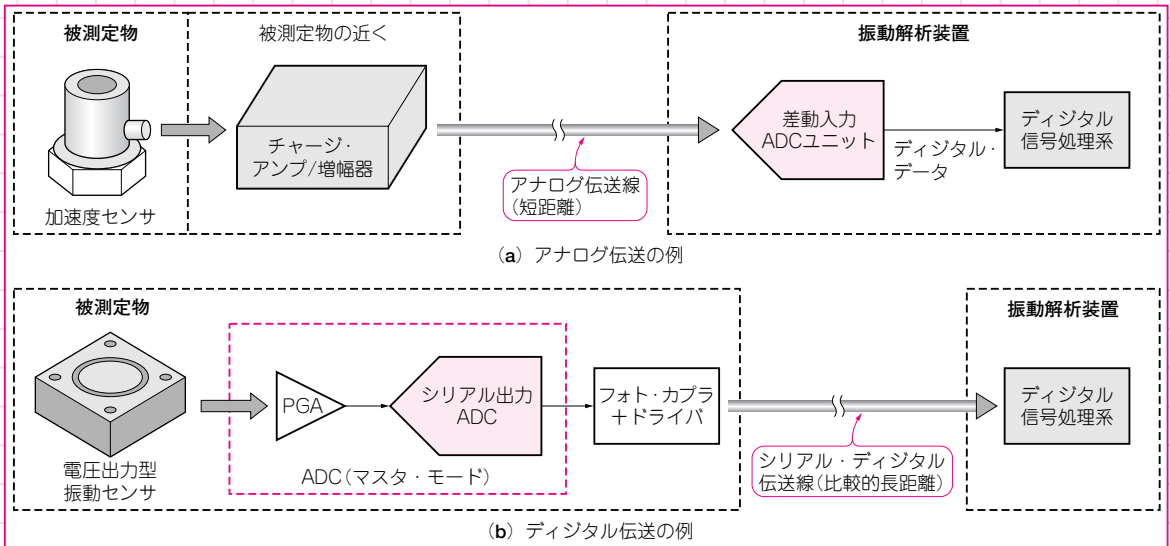 被測定物
被測定物の近く
振動解析装置
加速度センサ
チャージ・
アンプ/増幅器
アナログ伝送線
(短距離)
差動入力
ADCユニット
ディジタル・
データ
ディジタル
信号処理系
(a) アナログ伝送の例
被測定物
振動解析装置
電圧出力型
振動センサ
PGA
シリアル出力
ADC
ADC(マスタ・モード)
フォト・カプラ
+ドライバ
シリアル・ディジタル
伝送線(比較的長距離)
ディジタル
信号処理系
(b) ディジタル伝送の例